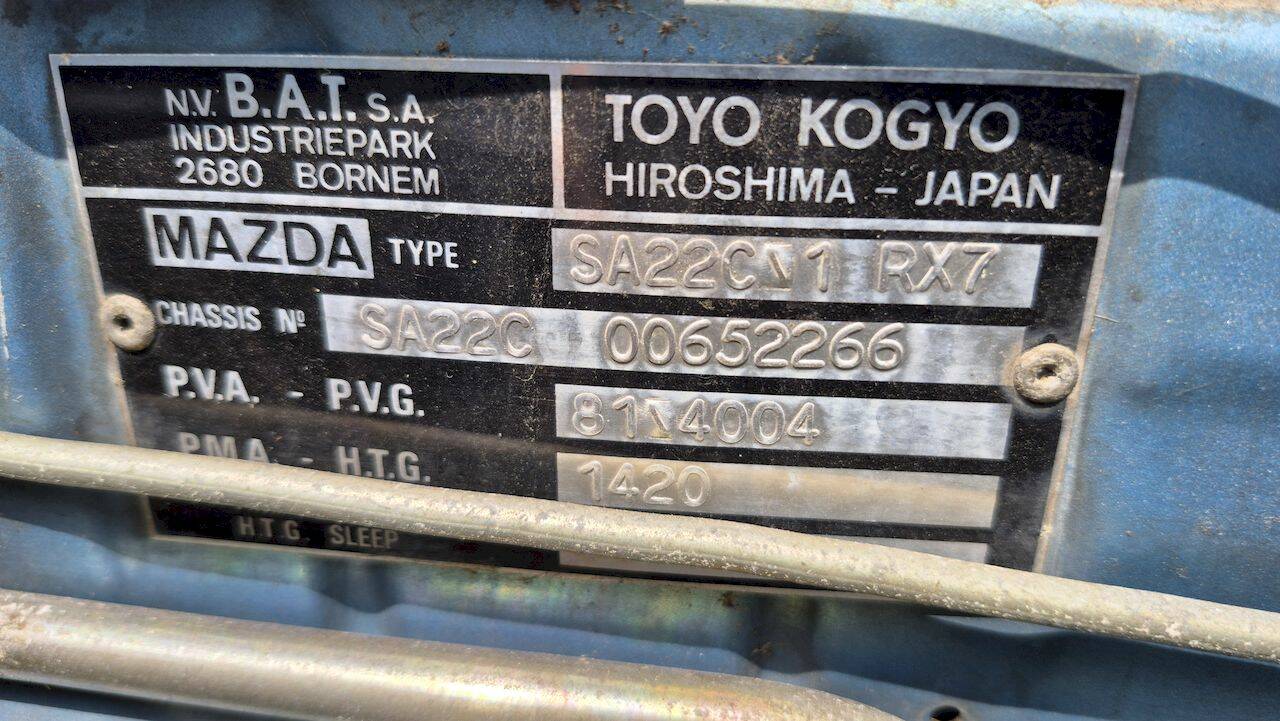 N.V. B.A.T. S.A.
INDUSTRIEPARK
2680 BORNEM
TOYO KOGYO
HIROSHIMA - JAPAN
MAZDA TYPE SA22C\1 RX7
CHASSIS Nº SA22C 00652266
P.V.A. - P.V.G. 81\4004
P.M.A. - H.T.G. 1420
H.T.G. SLEEP